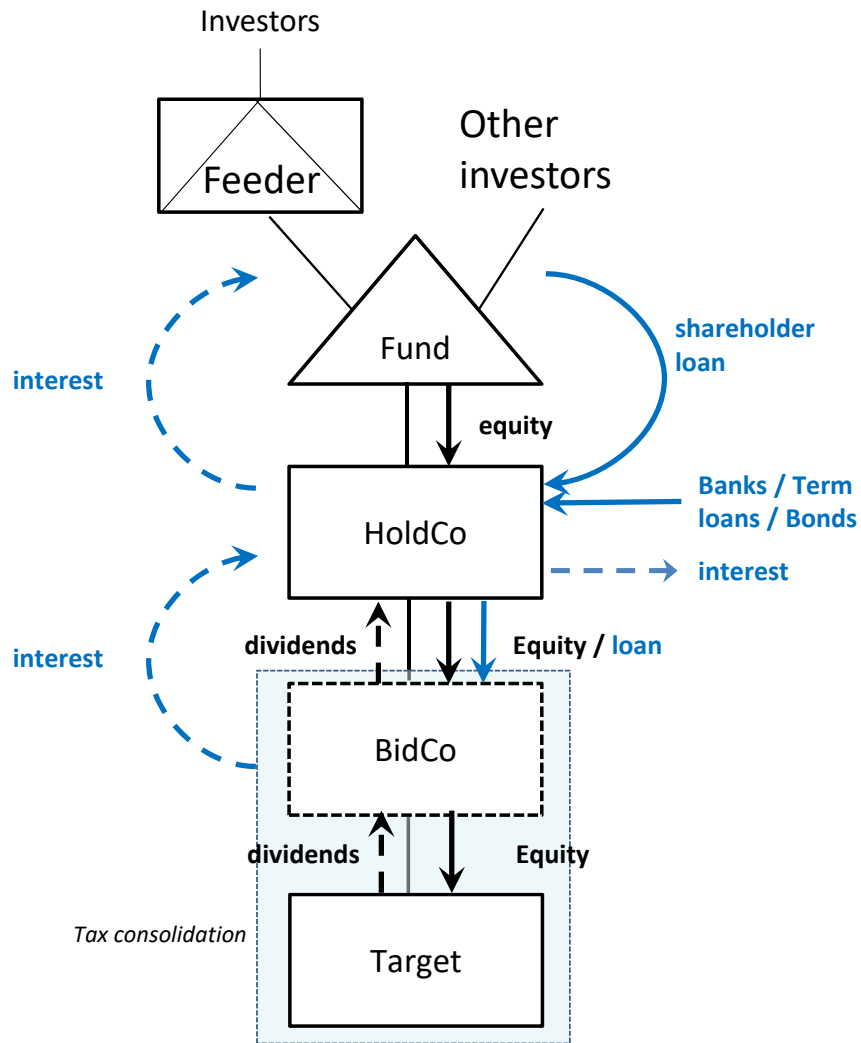 Investors
Feeder
Other
investors
Fund
shareholder
loan
interest
equity
Banks / Term
loans / Bonds
HoldCo
interest
dividends
Equity / loan
interest
BidCo
dividends
Equity
Tax consolidation
Target